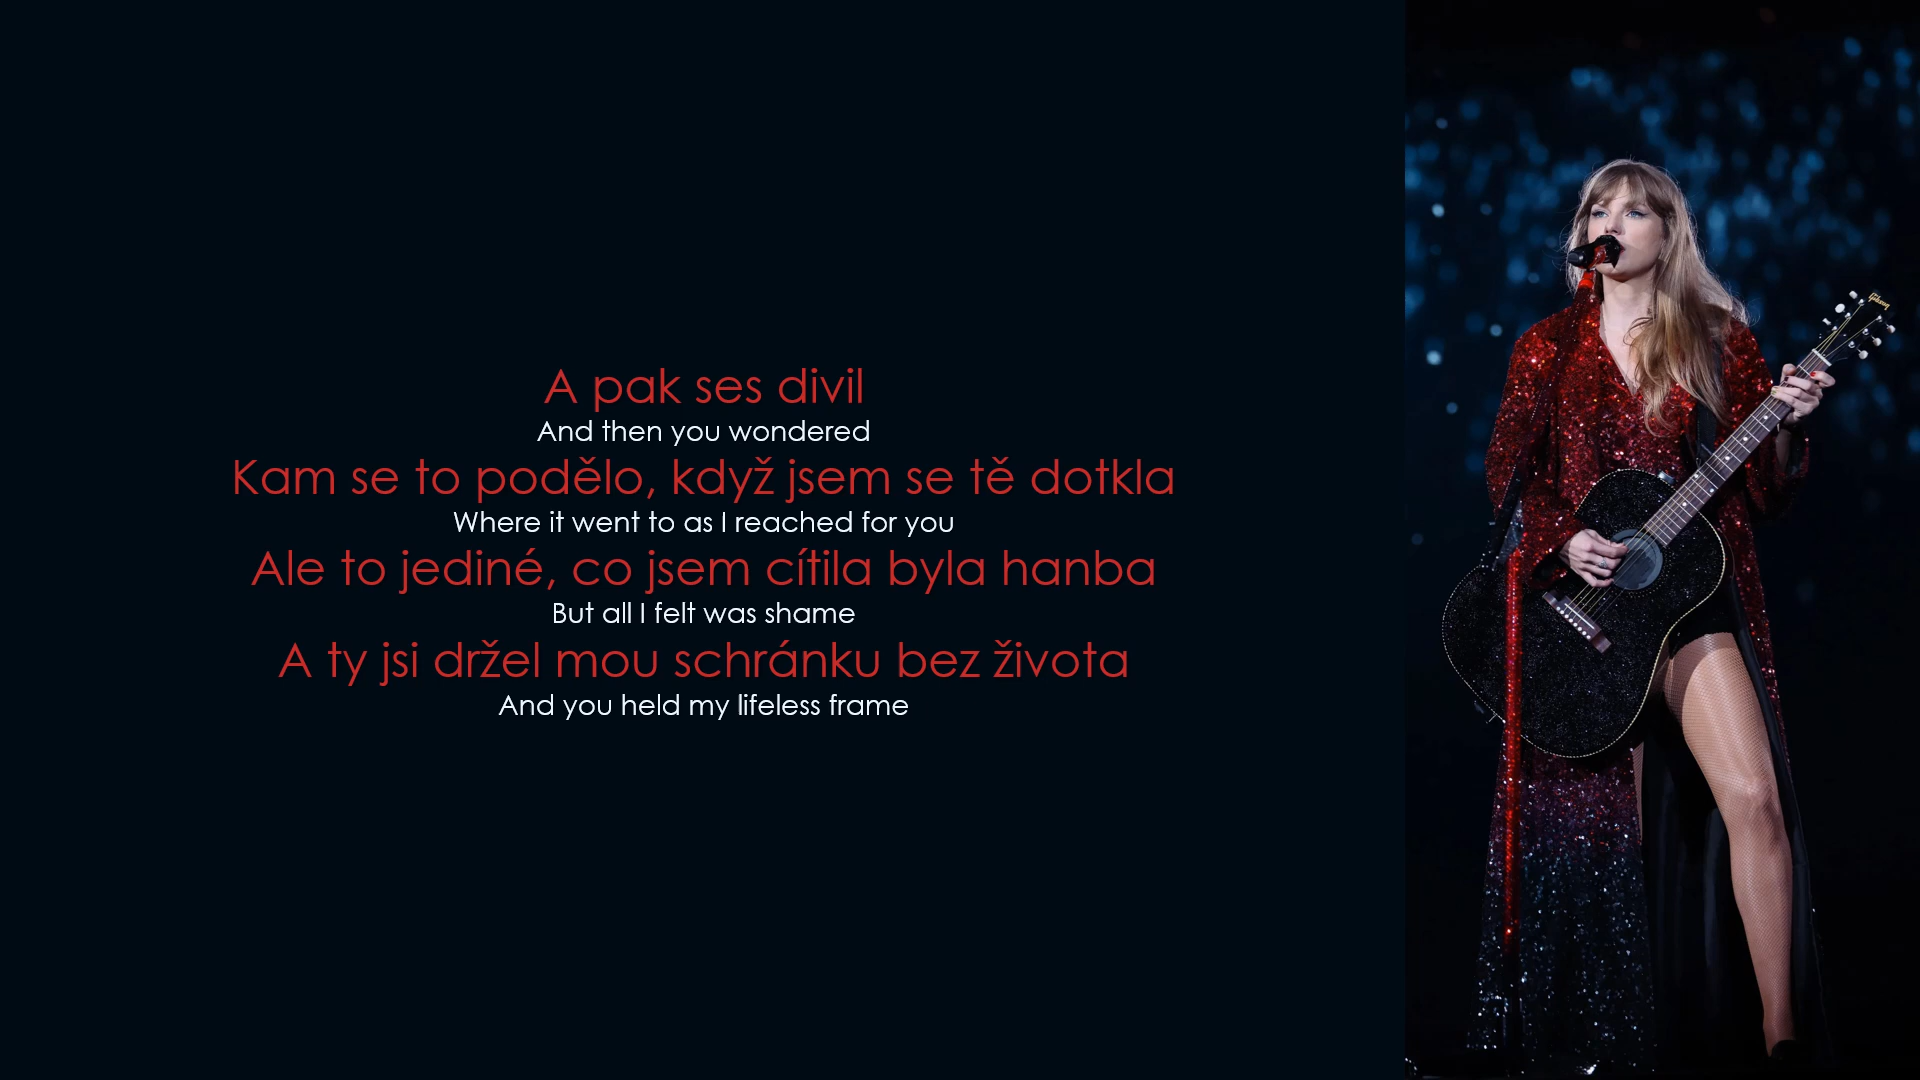 A pak ses divil
And then you wondered
Kam se to podělo, když jsem se tě dotkla
Where it went to as I reached for you
Ale to jediné, co jsem cítila byla hanba
But all I felt was shame
A ty jsi držel mou schránku bez života
And you held my lifeless frame
Gibson